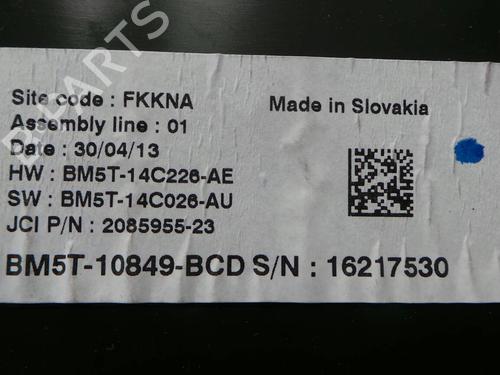 B-PARTS
Site code : FKKNA
Made in Slovakia
Assembly line : 01
Date : 30/04/13
HW : BM5T-14C226-AE
SW : BM5T-14C026-AU
JCI P/N : 2085955-23
BM5T-10849-BCD S/N : 16217530